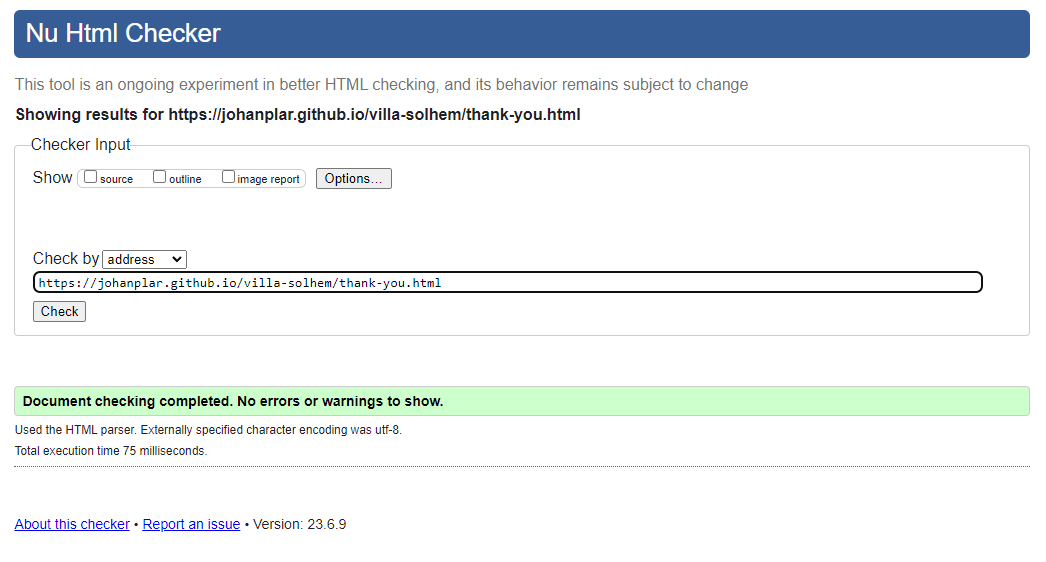 Nu Html Checker
This tool is an ongoing experiment in better HTML checking, and its behavior remains subject to change
Showing results for https://johanplar.github.io/villa-solhem/thank-you.html
Checker Input
Show source outline image report Options...
Check by address
https://johanplar.github.io/villa-solhem/thank-you.html
Check
Document checking completed. No errors or warnings to show.
Used the HTML parser. Externally specified character encoding was utf-8.
Total execution time 75 milliseconds.
About this checker • Report an issue • Version: 23.6.9